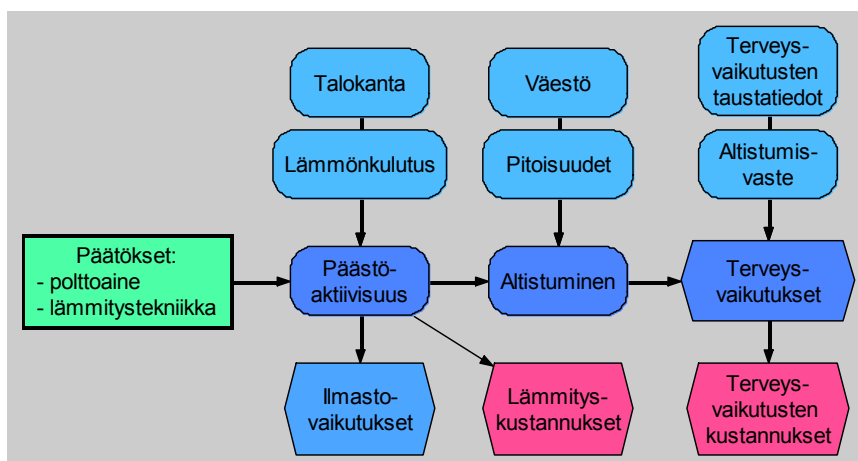 Talokanta
Väestö
Terveys-
vaikutusten
taustatiedot
Lämmönkulutus
Pitoisuudet
Altistumis-
vaste
Päätökset:
- polttoaine
- lämmitystekniikka
Päästö-
aktiivisuus
Altistuminen
Terveys-
vaikutukset
Ilmasto-
vaikutukset
Lämmitys-
kustannukset
Terveys-
vaikutusten
kustannukset